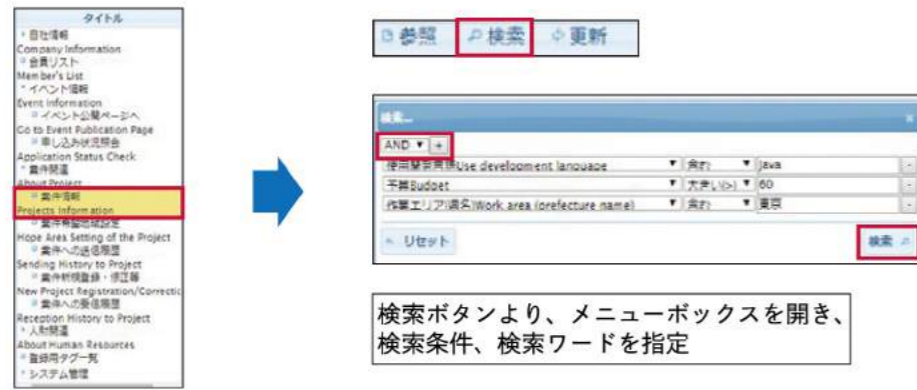 タイトル
自社情報
Company Information
会員リスト
Member's List
イベント情報
Event Information
イベント公開ページへ
Go to Event Publication Page
申し込み状況照会
Application Status Check
案件関連
About Project
案件情報
Projects Information
案件希望地域設定
Hope Area Setting of the Project
案件への送信履歴
Sending History to Project
案件新規登録・修正等
New Project Registration/Correctic
案件への受信履歴
Reception History to Project
人財関連
About Human Resources
登録用タグ一覧
システム管理
参照 検索 更新
検索...
AND ▼ +
使用開発言語Use development language ▼ 含む ▼ Java -
予算Budget ▼ 大きい(>) ▼ 60 -
作業エリア(県名)Work area (prefecture name) ▼ 含む ▼ 東京 -
リセット 検索
検索ボタンより、メニューボックスを開き、
検索条件、検索ワードを指定